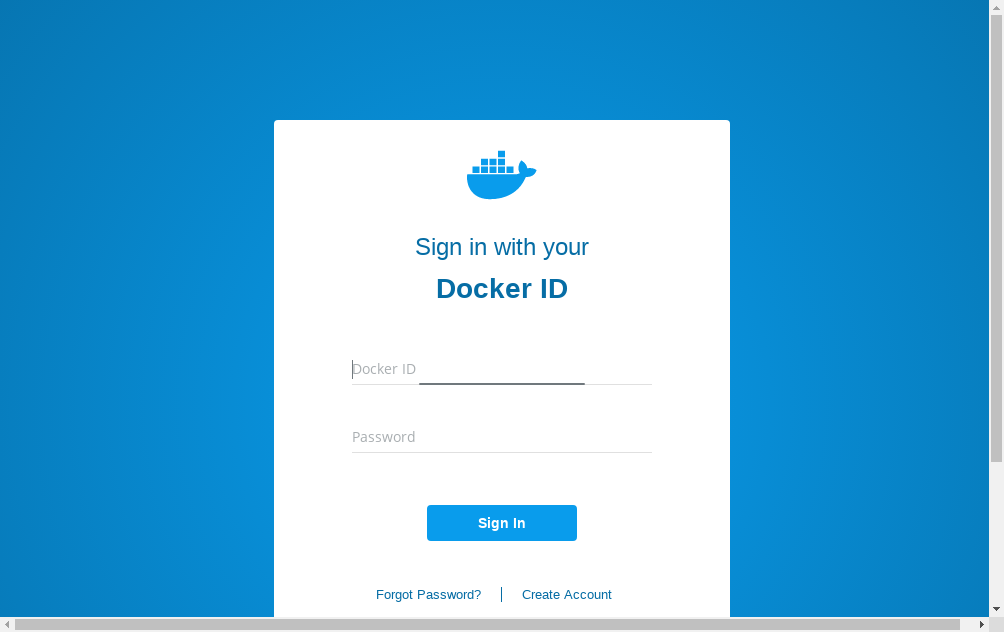 Sign in with your
Docker ID
Docker ID
Password
Sign In
Forgot Password?
Create Account